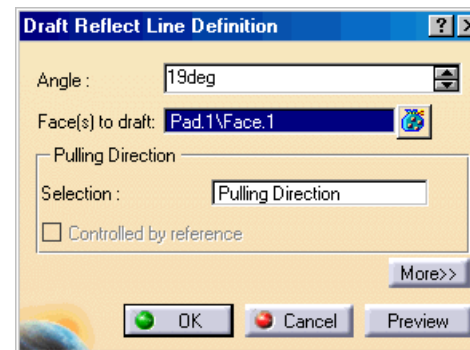 Draft Reflect Line Definition ? X
Angle : 19deg
Face(s) to draft: Pad.1\Face.1
Pulling Direction
Selection : Pulling Direction
Controlled by reference
More>>
OK Cancel Preview